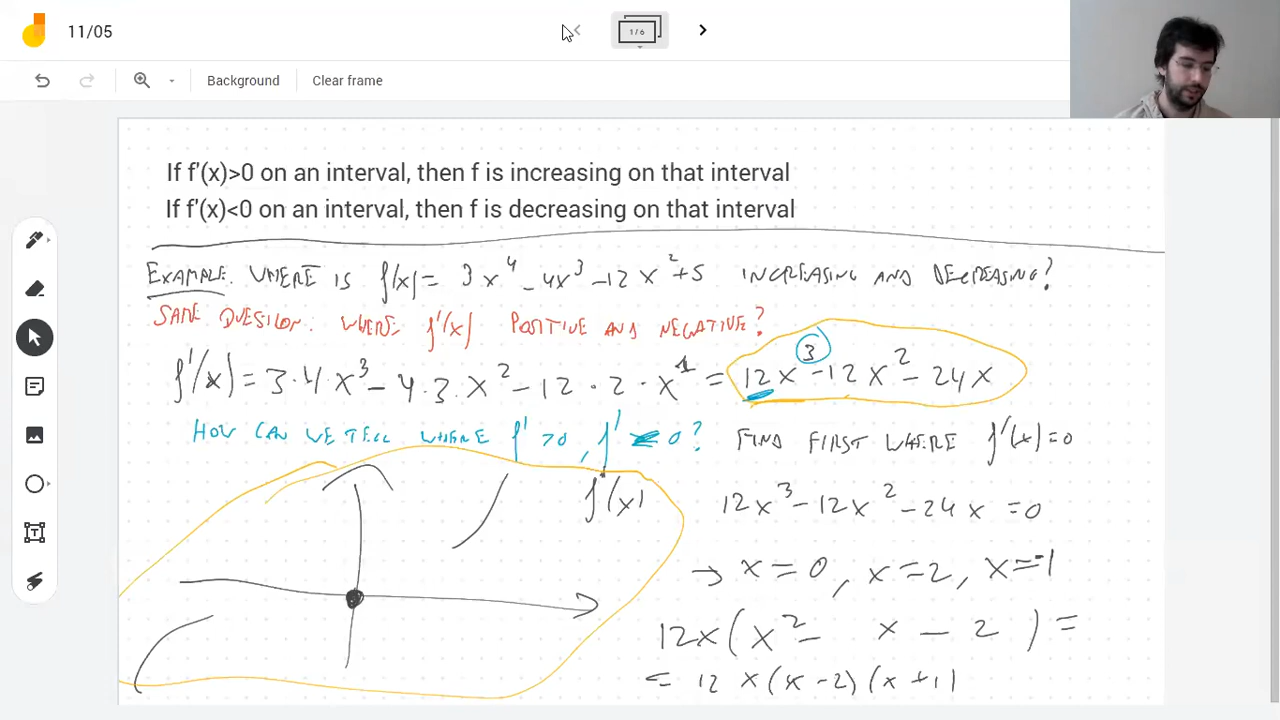 11/05
1/6
Background
Clear frame
If f'(x)>0 on an interval, then f is increasing on that interval
If f'(x)<0 on an interval, then f is decreasing on that interval
EXAMPLE. WHERE IS f(x) = 3x⁴ - 4x³ - 12x² + 5 INCREASING AND DECREASING?
SAME QUESTION: WHERE f'(x) POSITIVE AND NEGATIVE?
f'(x) = 3·4x³ - 4·3·x² - 12·2·x¹ = 12x³ - 12x² - 24x
HOW CAN WE TELL WHERE f' >0, f' < 0? FIND FIRST WHERE f'(x)=0
f'(x)
12x³ - 12x² - 24x = 0
→ x = 0, x = 2, x = -1
12x(x² - x - 2) =
= 12x(x-2)(x+1)